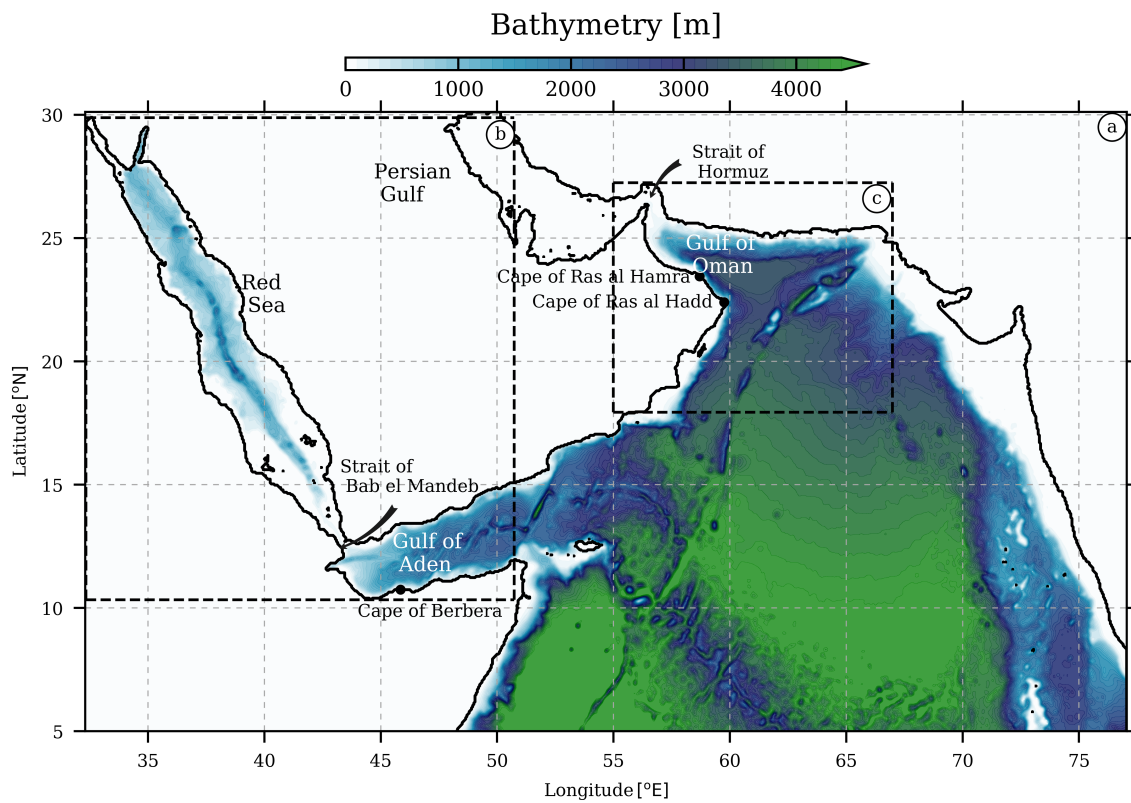 Bathymetry [m]
0 1000 2000 3000 4000
30
25
20
15
10
5
Latitude [°N]
b
a
Strait of
Hormuz
Persian
Gulf
c
Gulf of
Oman
Cape of Ras al Hamra
Cape of Ras al Hadd
Red
Sea
Strait of
Bab el Mandeb
Gulf of
Aden
Cape of Berbera
35 40 45 50 55 60 65 70 75
Longitude [°E]